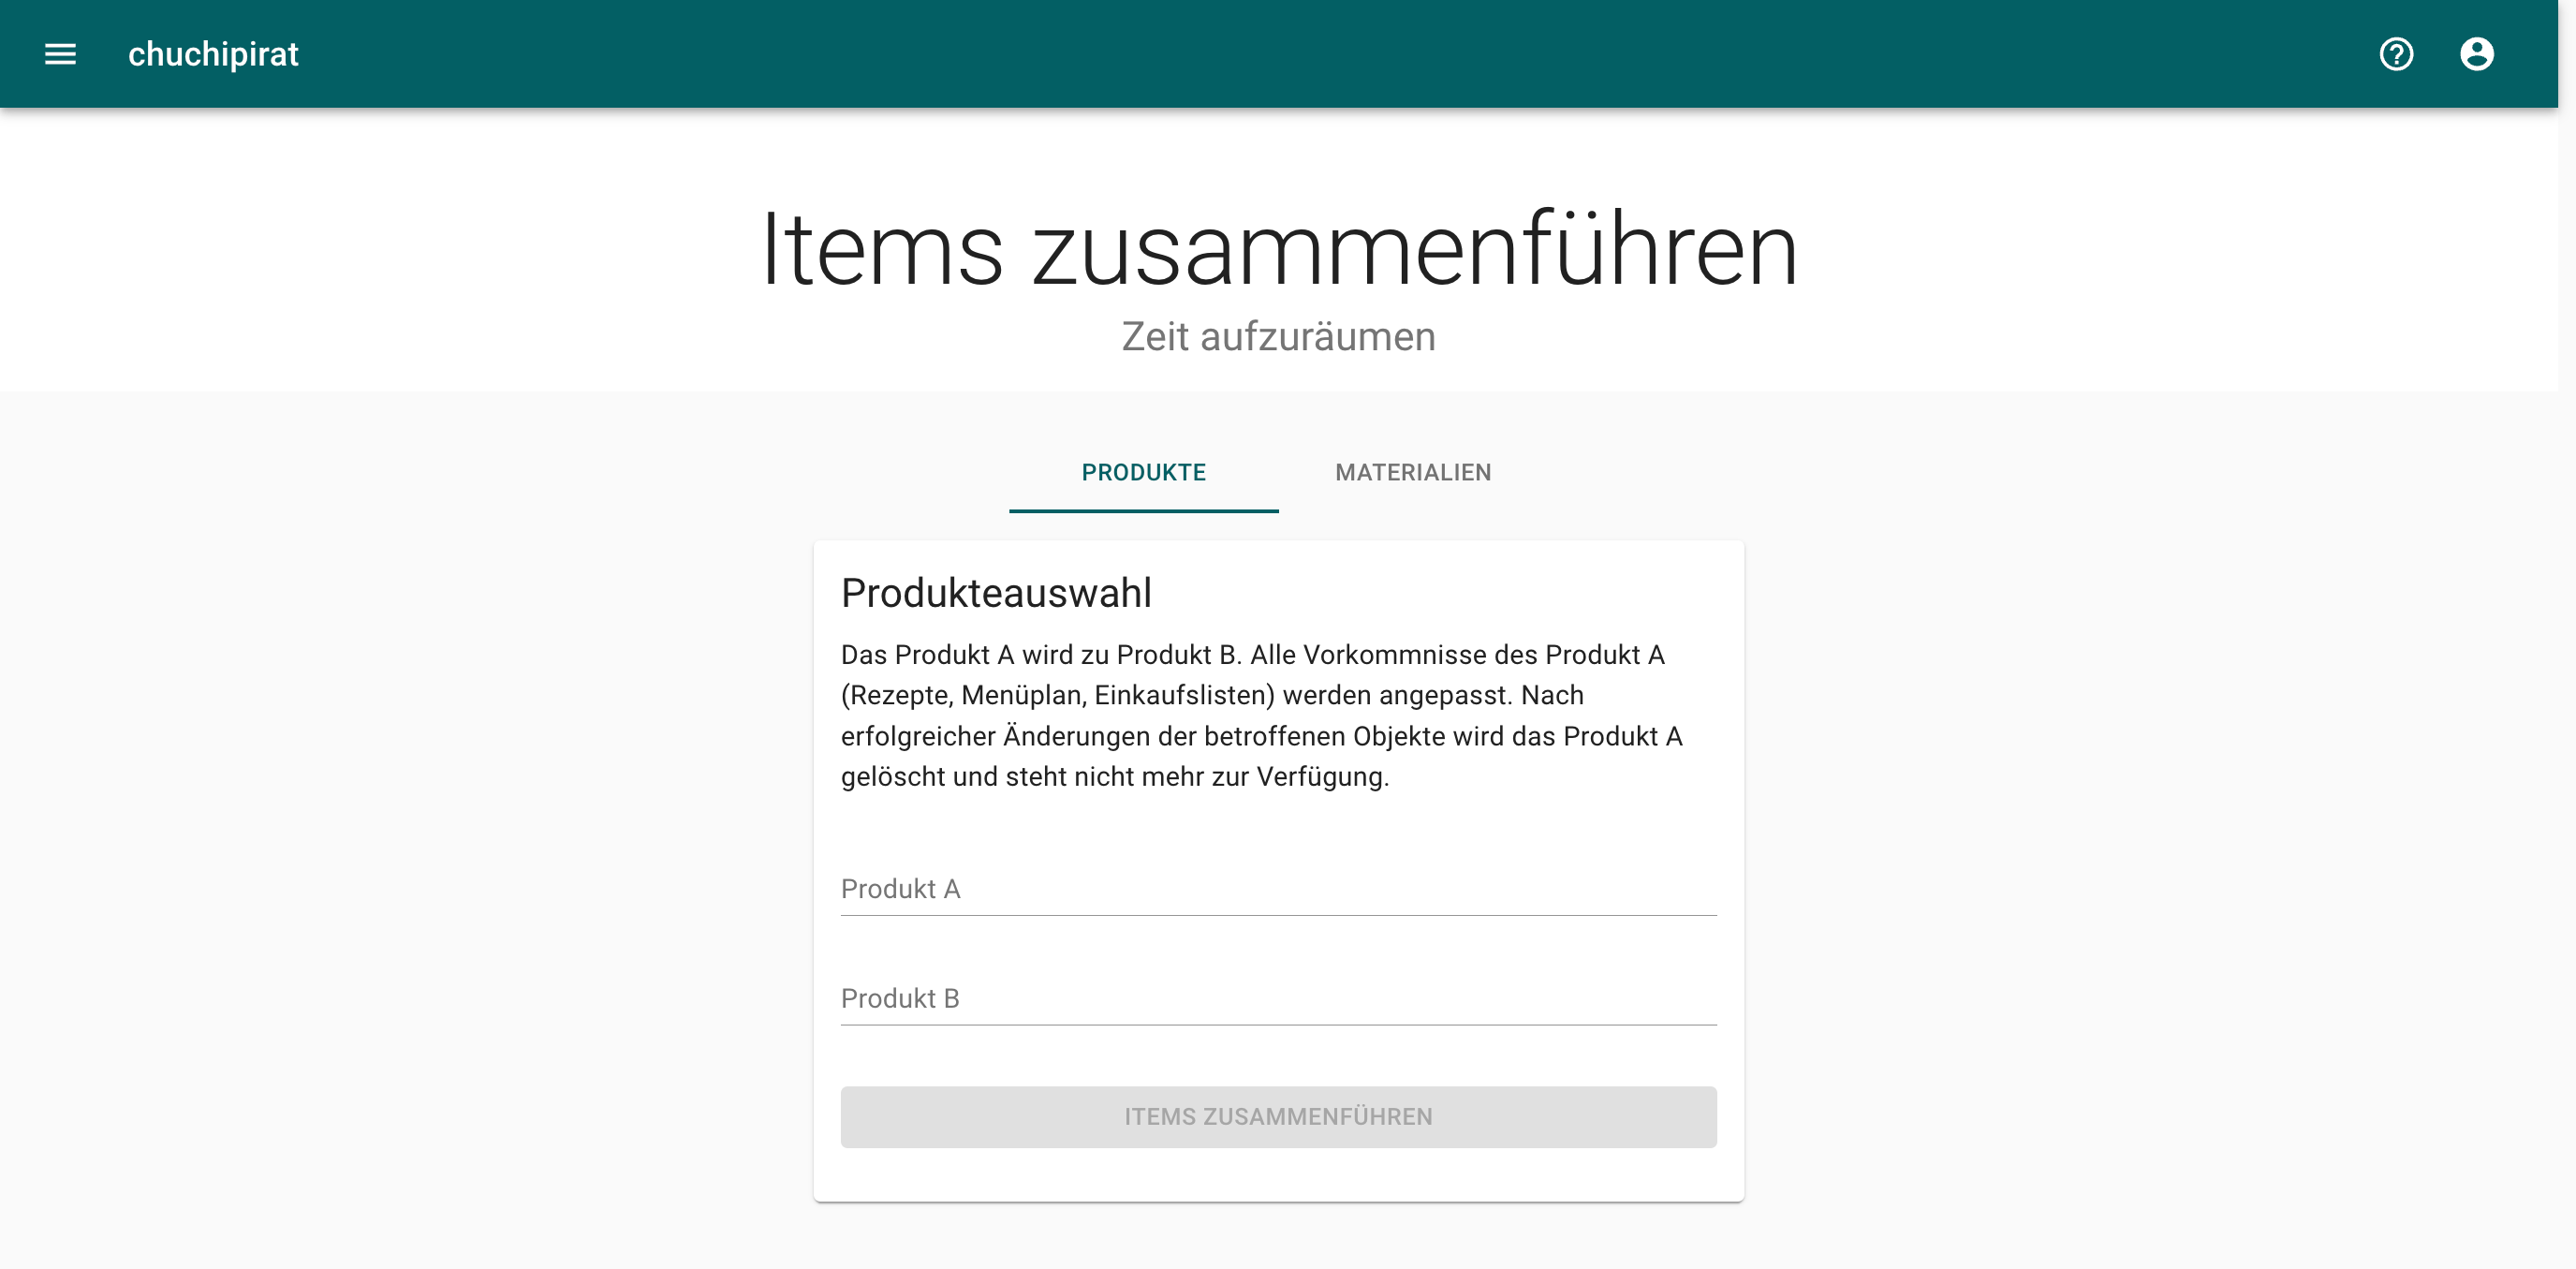 chuchipirat
Items zusammenführen
Zeit aufzuräumen
PRODUKTE
MATERIALIEN
Produkteauswahl
Das Produkt A wird zu Produkt B. Alle Vorkommnisse des Produkt A
(Rezepte, Menüplan, Einkaufslisten) werden angepasst. Nach
erfolgreicher Änderungen der betroffenen Objekte wird das Produkt A
gelöscht und steht nicht mehr zur Verfügung.
Produkt A
Produkt B
ITEMS ZUSAMMENFÜHREN